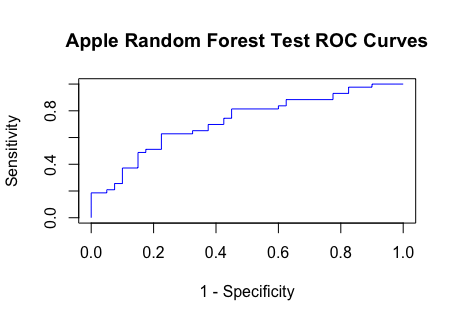 Apple Random Forest Test ROC Curves
Sensitivity
0.8
0.4
0.0
0.0 0.2 0.4 0.6 0.8 1.0
1 - Specificity